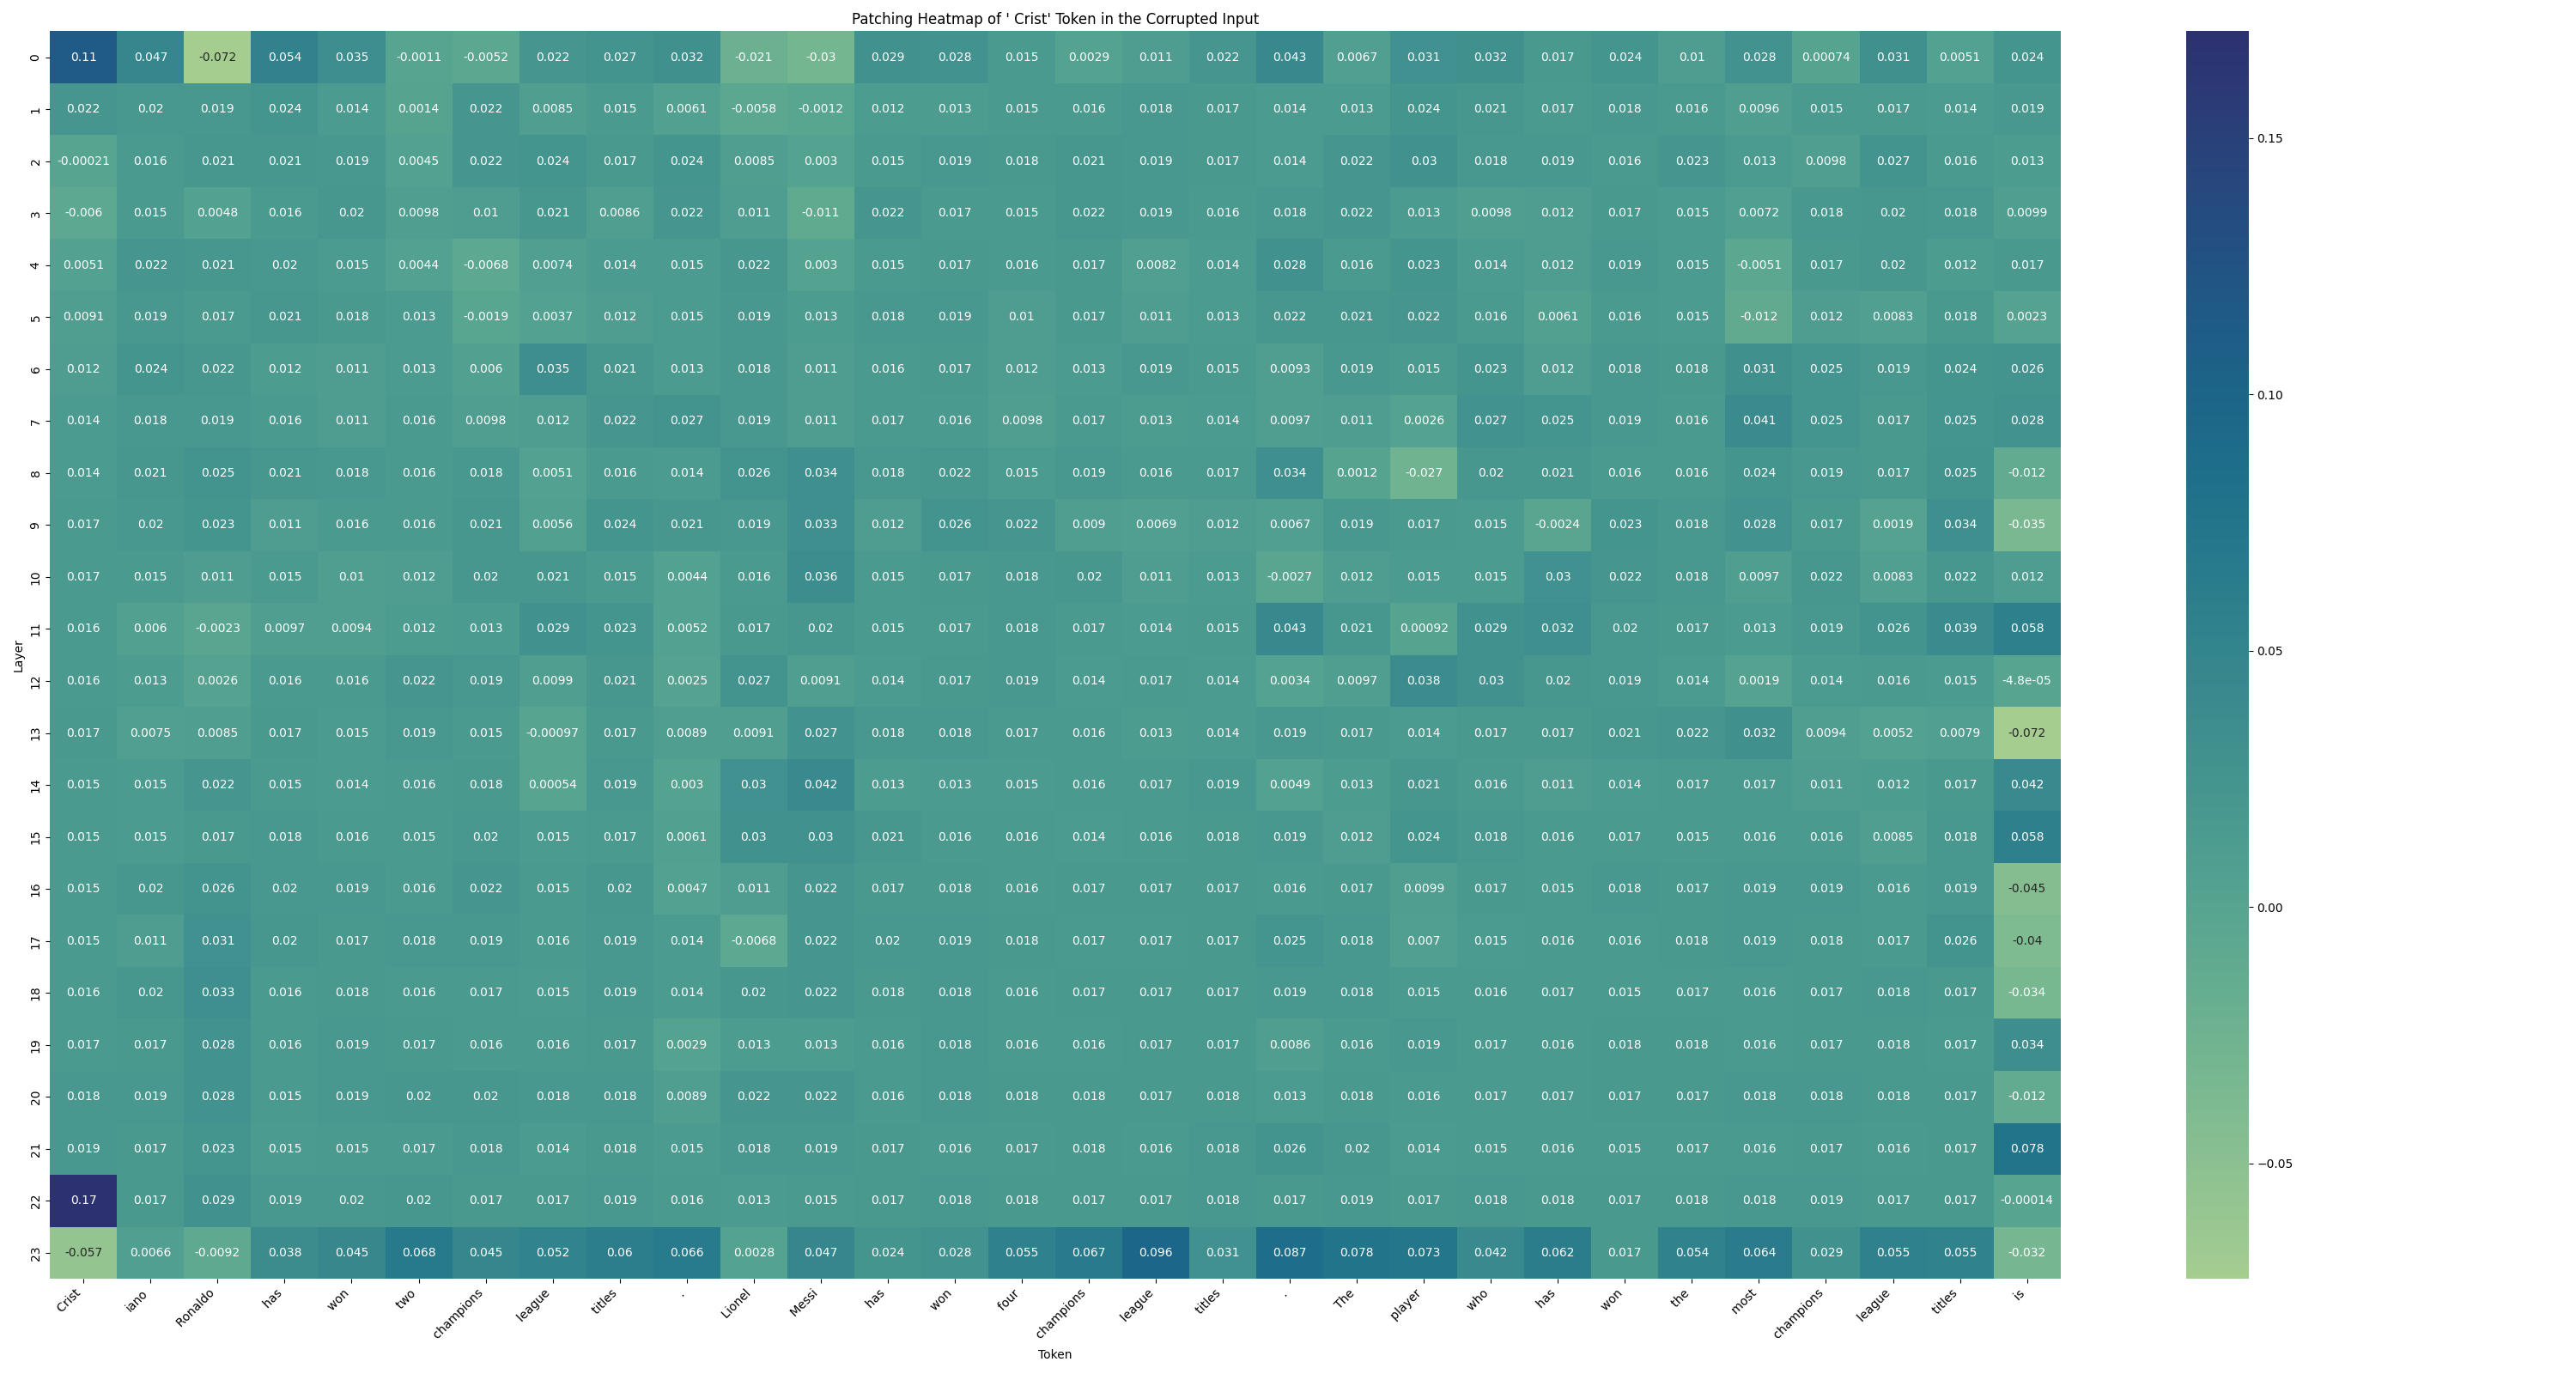 Patching Heatmap of ' Crist' Token in the Corrupted Input
0 0.11 0.047 -0.072 0.054 0.035 -0.0011 -0.0052 0.022 0.027 0.032 -0.021 -0.03 0.029 0.028 0.015 0.0029 0.011 0.022 0.043 0.0067 0.031 0.032 0.017 0.024 0.01 0.028 0.00074 0.031 0.0051 0.024
1 0.022 0.02 0.019 0.024 0.014 0.0014 0.022 0.0085 0.015 0.0061 -0.0058 -0.0012 0.012 0.013 0.015 0.016 0.018 0.017 0.014 0.013 0.024 0.021 0.017 0.018 0.016 0.0096 0.015 0.017 0.014 0.019
2 -0.00021 0.016 0.021 0.021 0.019 0.0045 0.022 0.024 0.017 0.024 0.0085 0.003 0.015 0.019 0.018 0.021 0.019 0.017 0.014 0.022 0.03 0.018 0.019 0.016 0.023 0.013 0.0098 0.027 0.016 0.013
3 -0.006 0.015 0.0048 0.016 0.02 0.0098 0.01 0.021 0.0086 0.022 0.011 -0.011 0.022 0.017 0.015 0.022 0.019 0.016 0.018 0.022 0.013 0.0098 0.012 0.017 0.015 0.0072 0.018 0.02 0.018 0.0099
4 0.0051 0.022 0.021 0.02 0.015 0.0044 -0.0068 0.0074 0.014 0.015 0.022 0.003 0.015 0.017 0.016 0.017 0.0082 0.014 0.028 0.016 0.023 0.014 0.012 0.019 0.015 -0.0051 0.017 0.02 0.012 0.017
5 0.0091 0.019 0.017 0.021 0.018 0.013 -0.0019 0.0037 0.012 0.015 0.019 0.013 0.018 0.019 0.01 0.017 0.011 0.013 0.022 0.021 0.022 0.016 0.0061 0.016 0.015 -0.012 0.012 0.0083 0.018 0.0023
6 0.012 0.024 0.022 0.012 0.011 0.013 0.006 0.035 0.021 0.013 0.018 0.011 0.016 0.017 0.012 0.013 0.019 0.015 0.0093 0.019 0.015 0.023 0.012 0.018 0.018 0.031 0.025 0.019 0.024 0.026
7 0.014 0.018 0.019 0.016 0.011 0.016 0.0098 0.012 0.022 0.027 0.019 0.011 0.017 0.016 0.0098 0.017 0.013 0.014 0.0097 0.011 0.0026 0.027 0.025 0.019 0.016 0.041 0.025 0.017 0.025 0.028
8 0.014 0.021 0.025 0.021 0.018 0.016 0.018 0.0051 0.016 0.014 0.026 0.034 0.018 0.022 0.015 0.019 0.016 0.017 0.034 0.0012 -0.027 0.02 0.021 0.016 0.016 0.024 0.019 0.017 0.025 -0.012
9 0.017 0.02 0.023 0.011 0.016 0.016 0.021 0.0056 0.024 0.021 0.019 0.033 0.012 0.026 0.022 0.009 0.0069 0.012 0.0067 0.019 0.017 0.015 -0.0024 0.023 0.018 0.028 0.017 0.0019 0.034 -0.035
10 0.017 0.015 0.011 0.015 0.01 0.012 0.02 0.021 0.015 0.0044 0.016 0.036 0.015 0.017 0.018 0.02 0.011 0.013 -0.0027 0.012 0.015 0.015 0.03 0.022 0.018 0.0097 0.022 0.0083 0.022 0.012
11 0.016 0.006 -0.0023 0.0097 0.0094 0.012 0.013 0.029 0.023 0.0052 0.017 0.02 0.015 0.017 0.018 0.017 0.014 0.015 0.043 0.021 0.00092 0.029 0.032 0.02 0.017 0.013 0.019 0.026 0.039 0.058
12 0.016 0.013 0.0026 0.016 0.016 0.022 0.019 0.0099 0.021 0.0025 0.027 0.0091 0.014 0.017 0.019 0.014 0.017 0.014 0.0034 0.0097 0.038 0.03 0.02 0.019 0.014 0.0019 0.014 0.016 0.015 -4.8e-05
13 0.017 0.0075 0.0085 0.017 0.015 0.019 0.015 -0.00097 0.017 0.0089 0.0091 0.027 0.018 0.018 0.017 0.016 0.013 0.014 0.019 0.017 0.014 0.017 0.017 0.021 0.022 0.032 0.0094 0.0052 0.0079 -0.072
14 0.015 0.015 0.022 0.015 0.014 0.016 0.018 0.00054 0.019 0.003 0.03 0.042 0.013 0.013 0.015 0.016 0.017 0.019 0.0049 0.013 0.021 0.016 0.011 0.014 0.017 0.017 0.011 0.012 0.017 0.042
15 0.015 0.015 0.017 0.018 0.016 0.015 0.02 0.015 0.017 0.0061 0.03 0.03 0.021 0.016 0.016 0.014 0.016 0.018 0.019 0.012 0.024 0.018 0.016 0.017 0.015 0.016 0.016 0.0085 0.018 0.058
16 0.015 0.02 0.026 0.02 0.019 0.016 0.022 0.015 0.02 0.0047 0.011 0.022 0.017 0.018 0.016 0.017 0.017 0.017 0.016 0.017 0.0099 0.017 0.015 0.018 0.017 0.019 0.019 0.016 0.019 -0.045
17 0.015 0.011 0.031 0.02 0.017 0.018 0.019 0.016 0.019 0.014 -0.0068 0.022 0.02 0.019 0.018 0.017 0.017 0.017 0.025 0.018 0.007 0.015 0.016 0.016 0.018 0.019 0.018 0.017 0.026 -0.04
18 0.016 0.02 0.033 0.016 0.018 0.016 0.017 0.015 0.019 0.014 0.02 0.022 0.018 0.018 0.016 0.017 0.017 0.017 0.019 0.018 0.015 0.016 0.017 0.015 0.017 0.016 0.017 0.018 0.017 -0.034
19 0.017 0.017 0.028 0.016 0.019 0.017 0.016 0.016 0.017 0.0029 0.013 0.013 0.016 0.018 0.016 0.016 0.017 0.017 0.0086 0.016 0.019 0.017 0.016 0.018 0.018 0.016 0.017 0.018 0.017 0.034
20 0.018 0.019 0.028 0.015 0.019 0.02 0.02 0.018 0.018 0.0089 0.022 0.022 0.016 0.018 0.018 0.018 0.017 0.018 0.013 0.018 0.016 0.017 0.017 0.017 0.017 0.018 0.018 0.018 0.017 -0.012
21 0.019 0.017 0.023 0.015 0.015 0.017 0.018 0.014 0.018 0.015 0.018 0.019 0.017 0.016 0.017 0.018 0.016 0.018 0.026 0.02 0.014 0.015 0.016 0.015 0.017 0.016 0.017 0.016 0.017 0.078
22 0.17 0.017 0.029 0.019 0.02 0.02 0.017 0.017 0.019 0.016 0.013 0.015 0.017 0.018 0.018 0.017 0.017 0.018 0.017 0.019 0.017 0.018 0.018 0.017 0.018 0.018 0.019 0.017 0.017 -0.00014
23 -0.057 0.0066 -0.0092 0.038 0.045 0.068 0.045 0.052 0.06 0.066 0.0028 0.047 0.024 0.028 0.055 0.067 0.096 0.031 0.087 0.078 0.073 0.042 0.062 0.017 0.054 0.064 0.029 0.055 0.055 -0.032
Layer
Crist iano Ronaldo has won two champions league titles . Lionel Messi has won four champions league titles . The player who has won the most champions league titles is
Token
0.15
0.10
0.05
0.00
−0.05